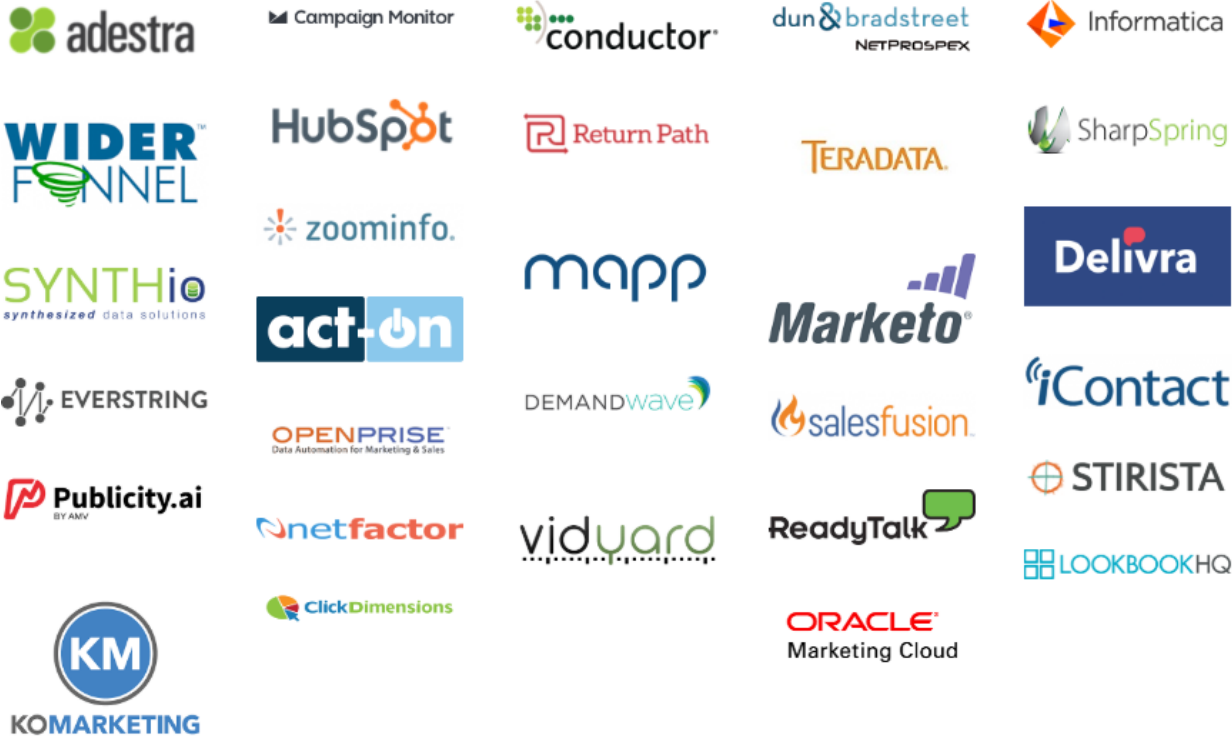 adestra
Campaign Monitor
conductor®
dun & bradstreet
NETPROSPEX
Informatica
WIDER™
FUNNEL
HubSpot
Return Path
TERADATA.
SharpSpring
zoominfo.
Delivra
SYNTHio
synthesized data solutions
mapp
Marketo®
act-on
iContact
EVERSTRING
DEMANDWAVE
salesfusion
OPENPRISE
Data Automation for Marketing & Sales
STIRISTA
Publicity.ai
BY AMV
netfactor
vidyard
ReadyTalk
LOOKBOOKHQ
ClickDimensions
ORACLE®
Marketing Cloud
KM
KOMARKETING